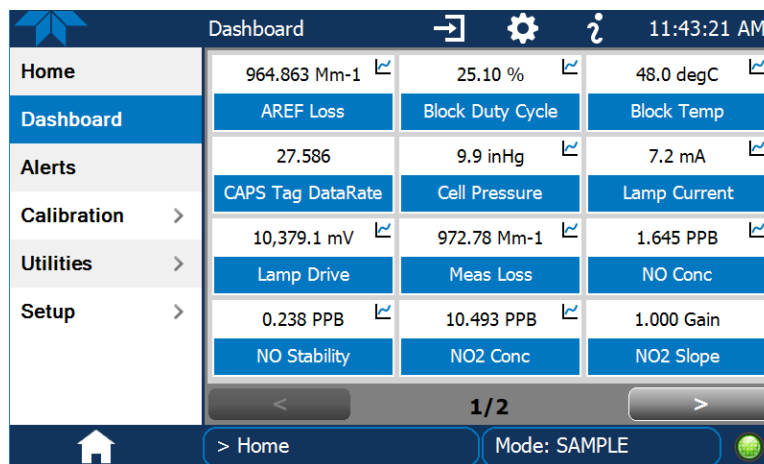 Dashboard 11:43:21 AM
Home
Dashboard
Alerts
Calibration >
Utilities >
Setup >
964.863 Mm-1 25.10 % 48.0 degC
AREF Loss Block Duty Cycle Block Temp
27.586 9.9 inHg 7.2 mA
CAPS Tag DataRate Cell Pressure Lamp Current
10,379.1 mV 972.78 Mm-1 1.645 PPB
Lamp Drive Meas Loss NO Conc
0.238 PPB 10.493 PPB 1.000 Gain
NO Stability NO2 Conc NO2 Slope
< 1/2 >
> Home Mode: SAMPLE